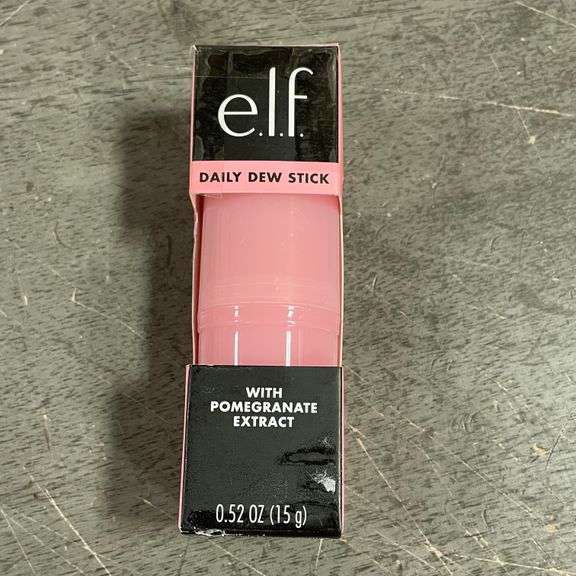 e.l.f.
DAILY DEW STICK
WITH
POMEGRANATE
EXTRACT
0.52 OZ (15 g)